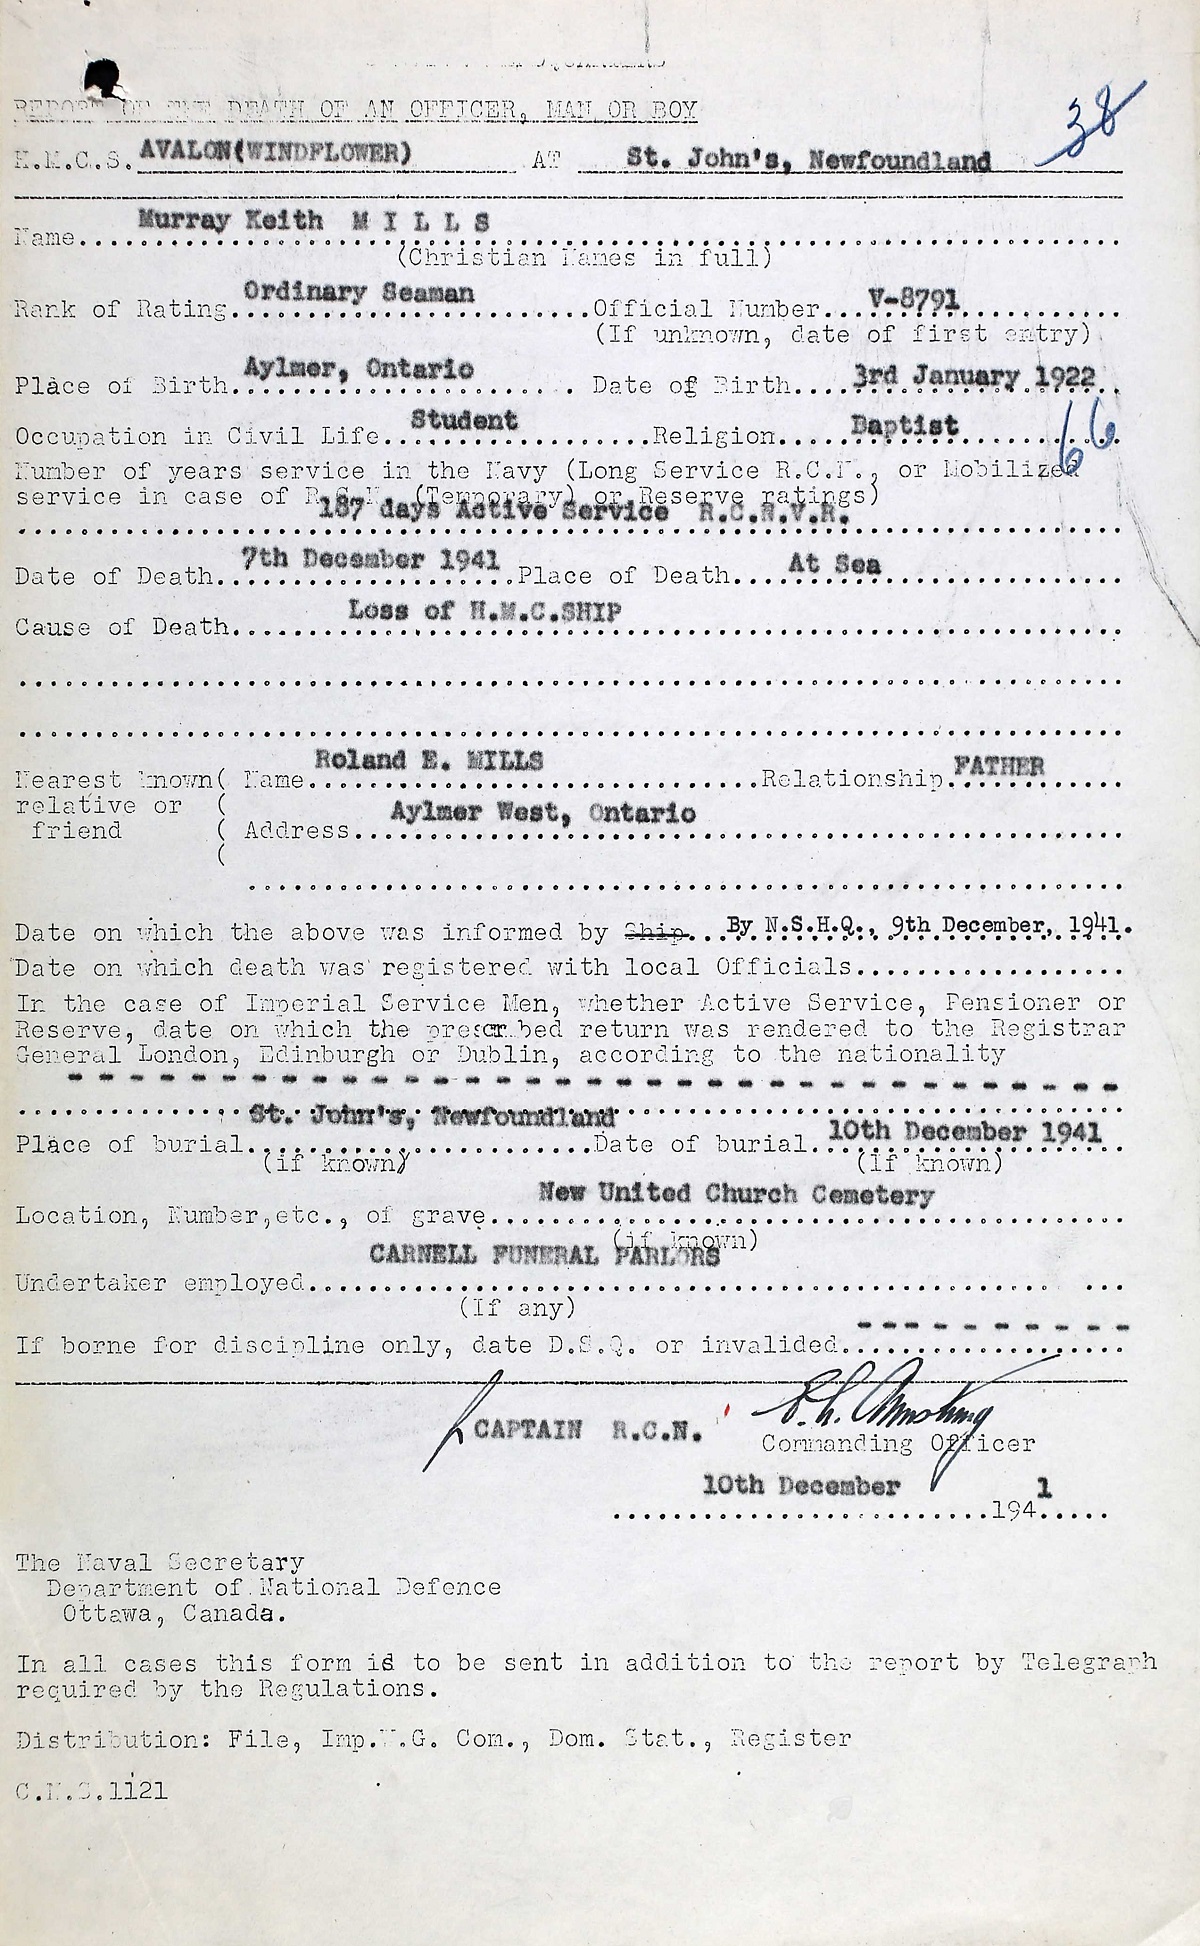 REPORT OF THE DEATH OF AN OFFICER, MAN OR BOY
38
H.M.C.S. AVALON(WINDFLOWER) AT St. John's, Newfoundland
Name Murray Keith M I L L S
(Christian Names in full)
Rank of Rating Ordinary Seaman Official Number V-8791
(If unknown, date of first entry)
Place of Birth Aylmer, Ontario Date of Birth 3rd January 1922
Occupation in Civil Life Student Religion Baptist
66
Number of years service in the Navy (Long Service R.C.N., or Mobilized
service in case of R.C.N. (Temporary) or Reserve ratings)
187 days Active Service R.C.N.V.R.
Date of Death 7th December 1941 Place of Death At Sea
Cause of Death Loss of H.M.C.SHIP
Nearest known ( Name Roland E. MILLS Relationship FATHER
relative or (
friend ( Address Aylmer West, Ontario
(
Date on which the above was informed by Ship... By N.S.H.Q., 9th December, 1941.
Date on which death was registered with local Officials
In the case of Imperial Service Men, whether Active Service, Pensioner or
Reserve, date on which the prescribed return was rendered to the Registrar
General London, Edinburgh or Dublin, according to the nationality
- - - - - - - - - - - - - - - - - - - -
Place of burial St. John's, Newfoundland Date of burial 10th December 1941
(if known) (If known)
Location, Number,etc., of grave New United Church Cemetery
(if known)
Undertaker employed CARNELL FUNERAL PARLORS
(If any)
If borne for discipline only, date D.S.Q. or invalided - - - - - - - - -
CAPTAIN R.C.N. Armstrong
Commanding Officer
10th December 1941
The Naval Secretary
Department of National Defence
Ottawa, Canada.
In all cases this form is to be sent in addition to the report by Telegraph
required by the Regulations.
Distribution: File, Imp.W.G. Com., Dom. Stat., Register
C.N.S.1121